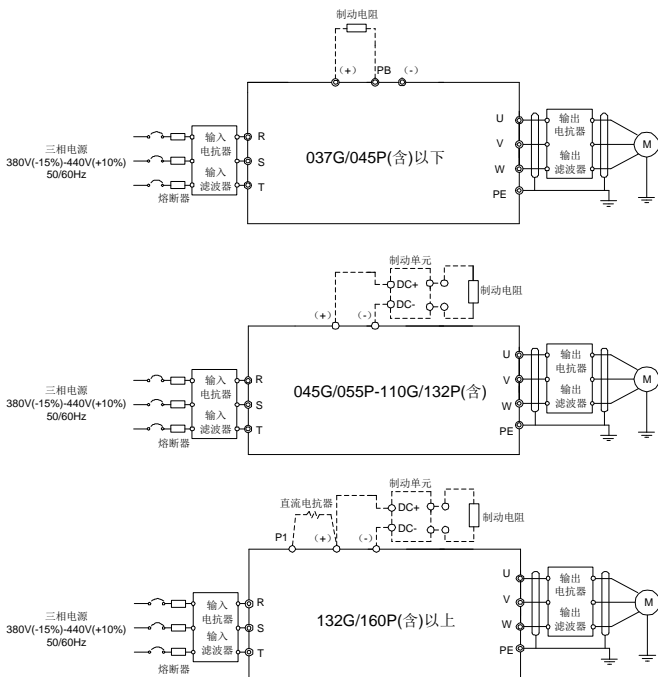 制动电阻
(+) PB (-)
三相电源
380V(-15%)-440V(+10%)
50/60Hz
熔断器
输入
电抗器
输入
滤波器
R
S
T
037G/045P(含)以下
U
V
W
PE
输出
电抗器
输出
滤波器
M
制动单元
DC+
DC-
制动电阻
(+) (-)
三相电源
380V(-15%)-440V(+10%)
50/60Hz
熔断器
输入
电抗器
输入
滤波器
R
S
T
045G/055P-110G/132P(含)
U
V
W
PE
输出
电抗器
输出
滤波器
M
制动单元
直流电抗器
DC+
DC-
制动电阻
P1 (+) (-)
三相电源
380V(-15%)-440V(+10%)
50/60Hz
熔断器
输入
电抗器
输入
滤波器
R
S
T
132G/160P(含)以上
U
V
W
PE
输出
电抗器
输出
滤波器
M